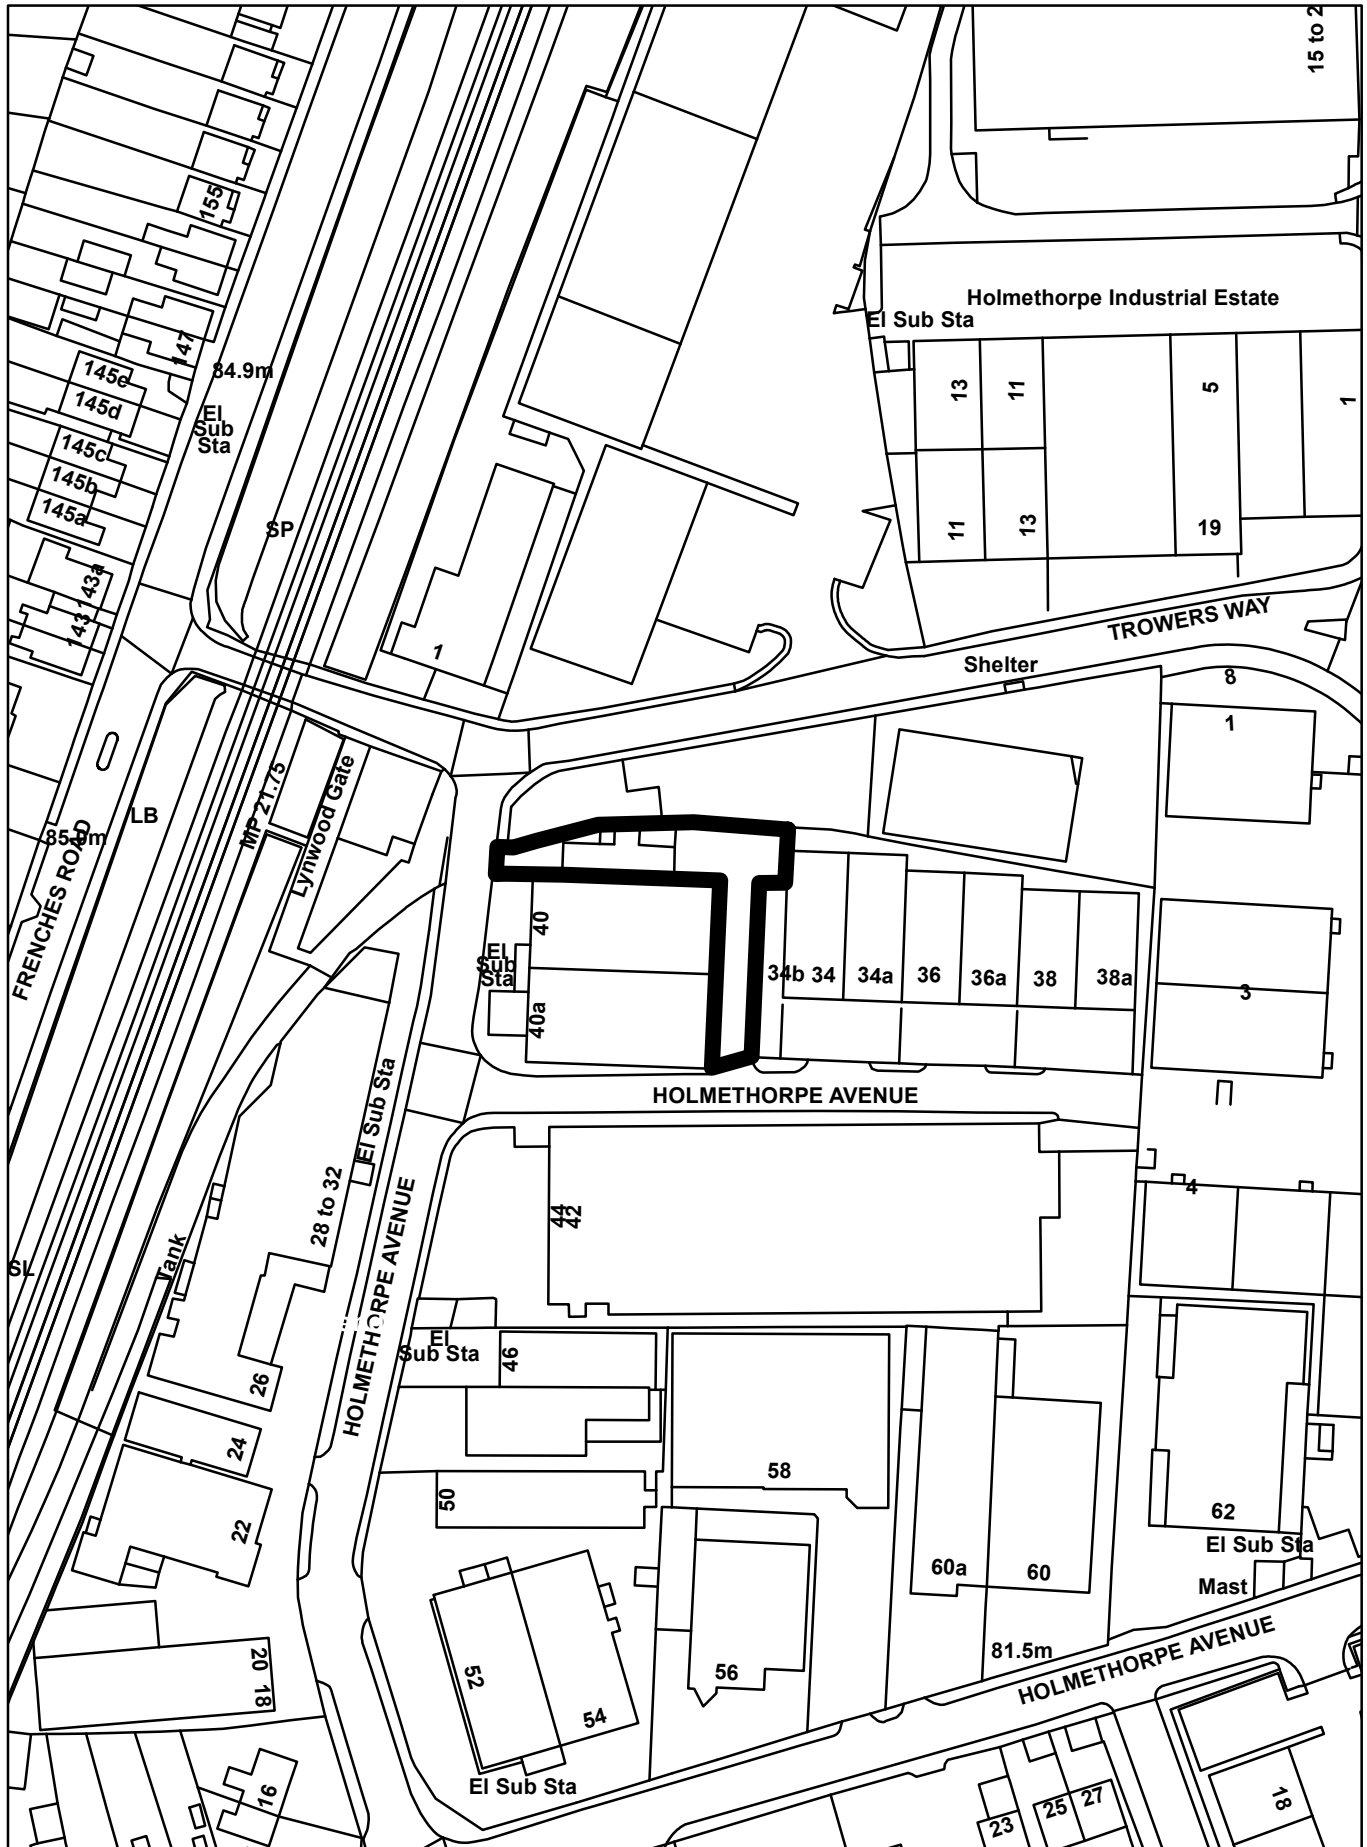 15 to 2
155
Holmethorpe Industrial Estate
El Sub Sta
147
84.9m
145e
145d
El
Sub
Sta
145c
145b
145a
13
11
5
1
SP
11
13
19
143a
143
TROWERS WAY
1
Shelter
8
1
MP 21.75
Lynwood Gate
LB
85.0m
FRENCHES ROAD
40
El
Sub
Sta
40a
34b
34
34a
36
36a
38
38a
3
El Sub Sta
HOLMETHORPE AVENUE
28 to 32
HOLMETHORPE AVENUE
44
42
4
SL
Tank
El
Sub Sta
46
26
24
22
50
58
62
El Sub Sta
Mast
60a
60
81.5m
HOLMETHORPE AVENUE
20
18
52
54
56
El Sub Sta
16
23
25
27
18